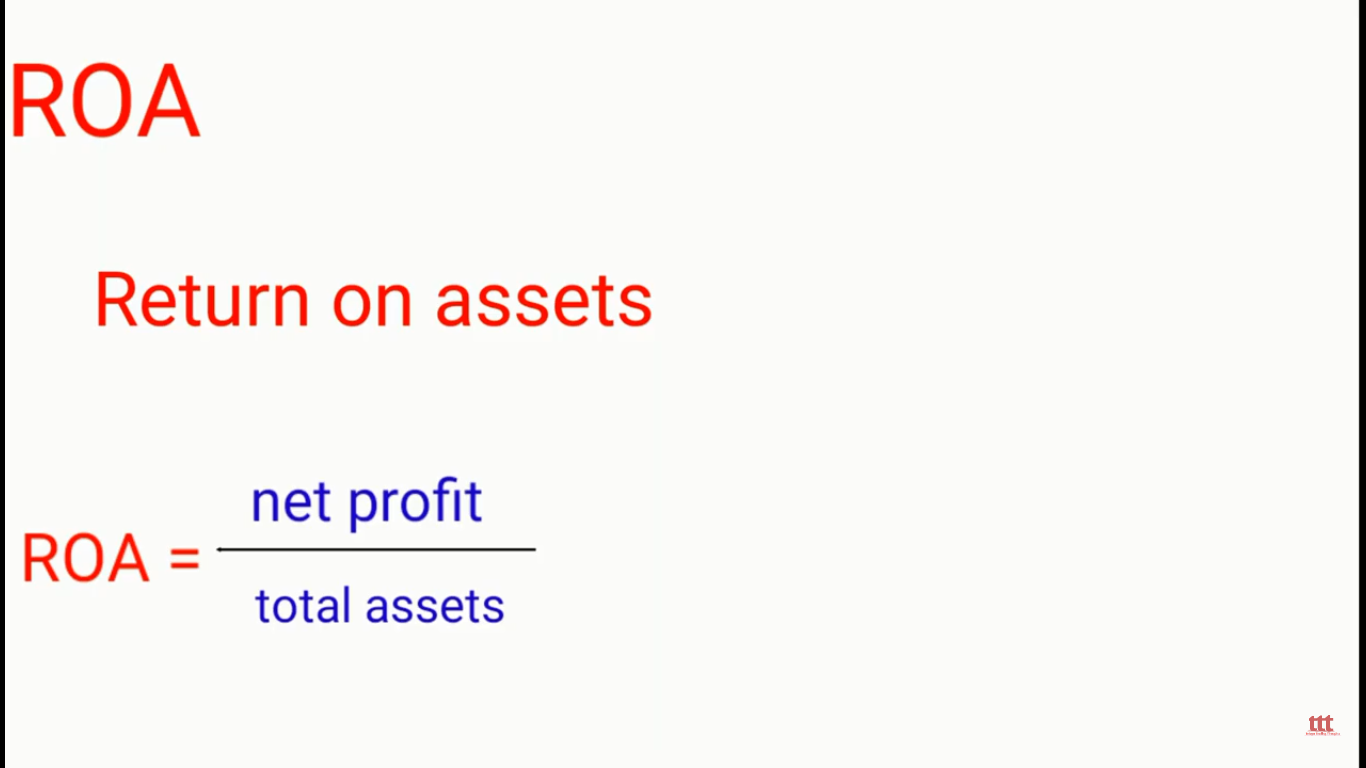 ROA
Return on assets
net profit
ROA =
total assets
ttt